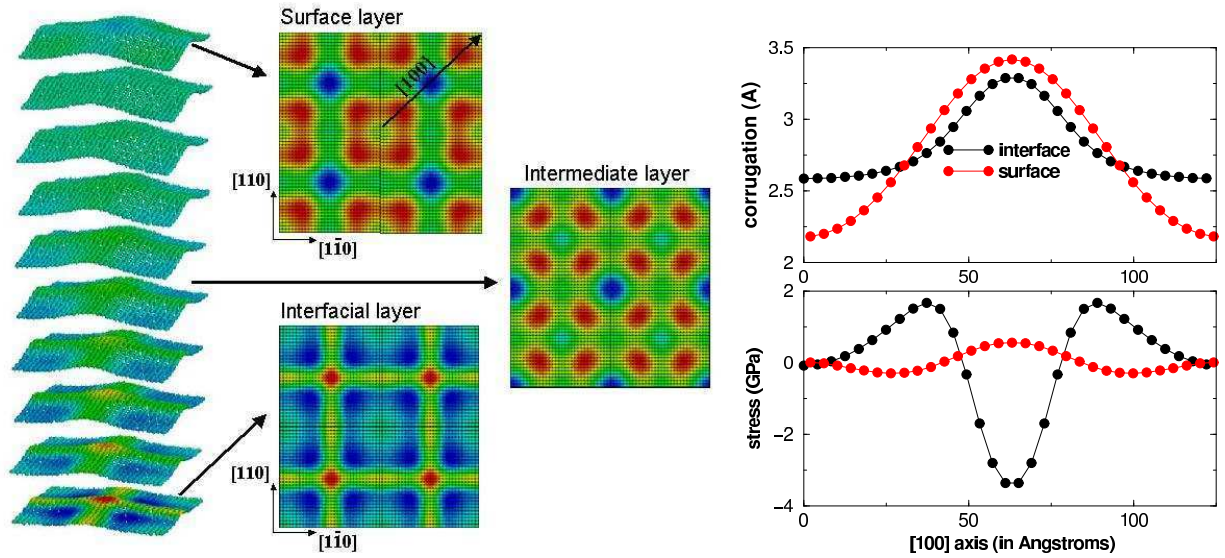 Surface layer
[100]
[110]
[11̅0]
Intermediate layer
Interfacial layer
[110]
[11̅0]
corrugation (A)
3.5
3
2.5
2
interface
surface
0
50
100
stress (GPa)
2
0
−2
−4
0
50
100
[100] axis (in Angstroms)